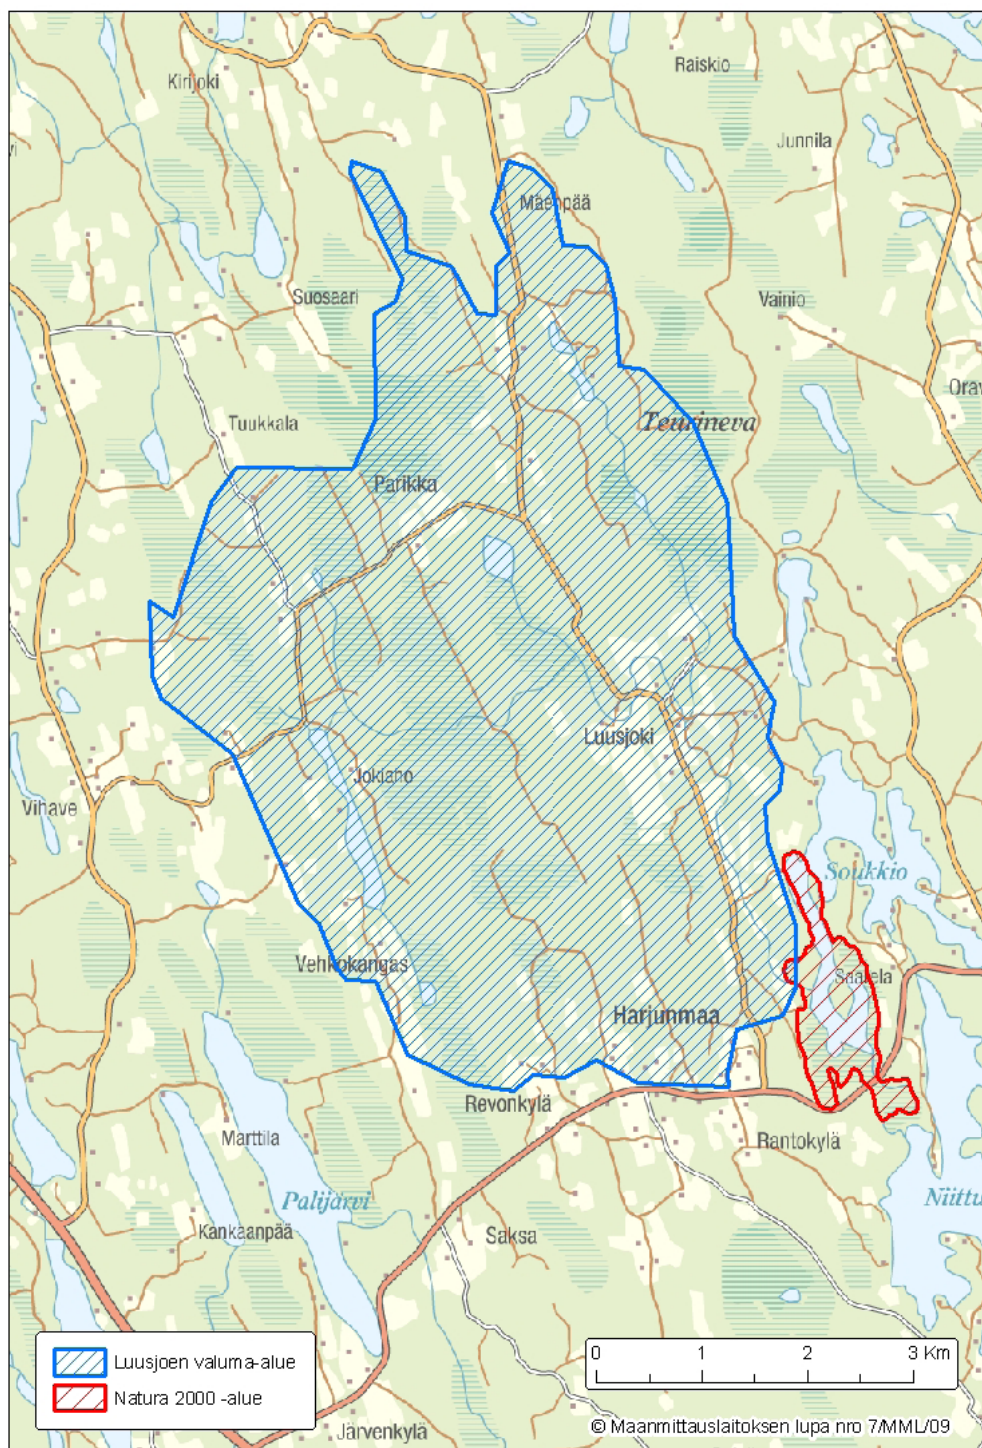 Raiskio
Kirijoki
Junnila
Mäenpää
Suosaari
Vainio
Orav
Teurineva
Tuukkala
Parikka
Luusjoki
Jokiaho
Vihave
Soukkio
Vehkokangas
Saarela
Harjunmaa
Revonkylä
Marttila
Rantokylä
Palijärvi
Niittu
Kankaanpää
Saksa
Luusjoen valuma-alue
Natura 2000 -alue
0 1 2 3 Km
© Maanmittauslaitoksen lupa nro 7/MML/09
Järvenkylä